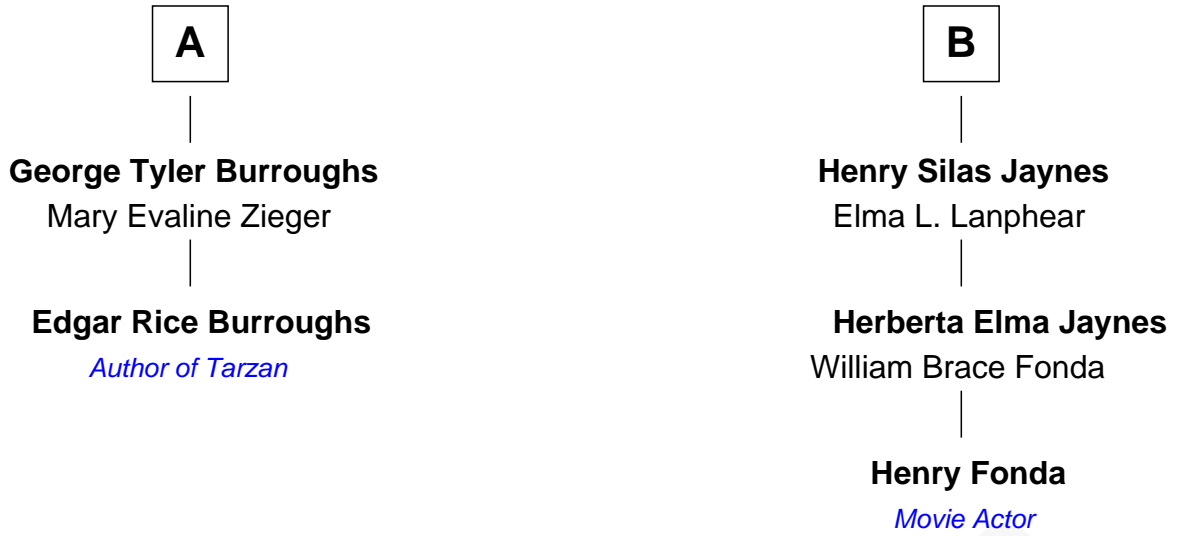 A
George Tyler Burroughs
Mary Evaline Zieger
Edgar Rice Burroughs
Author of Tarzan
B
Henry Silas Jaynes
Elma L. Lanphear
Herberta Elma Jaynes
William Brace Fonda
Henry Fonda
Movie Actor